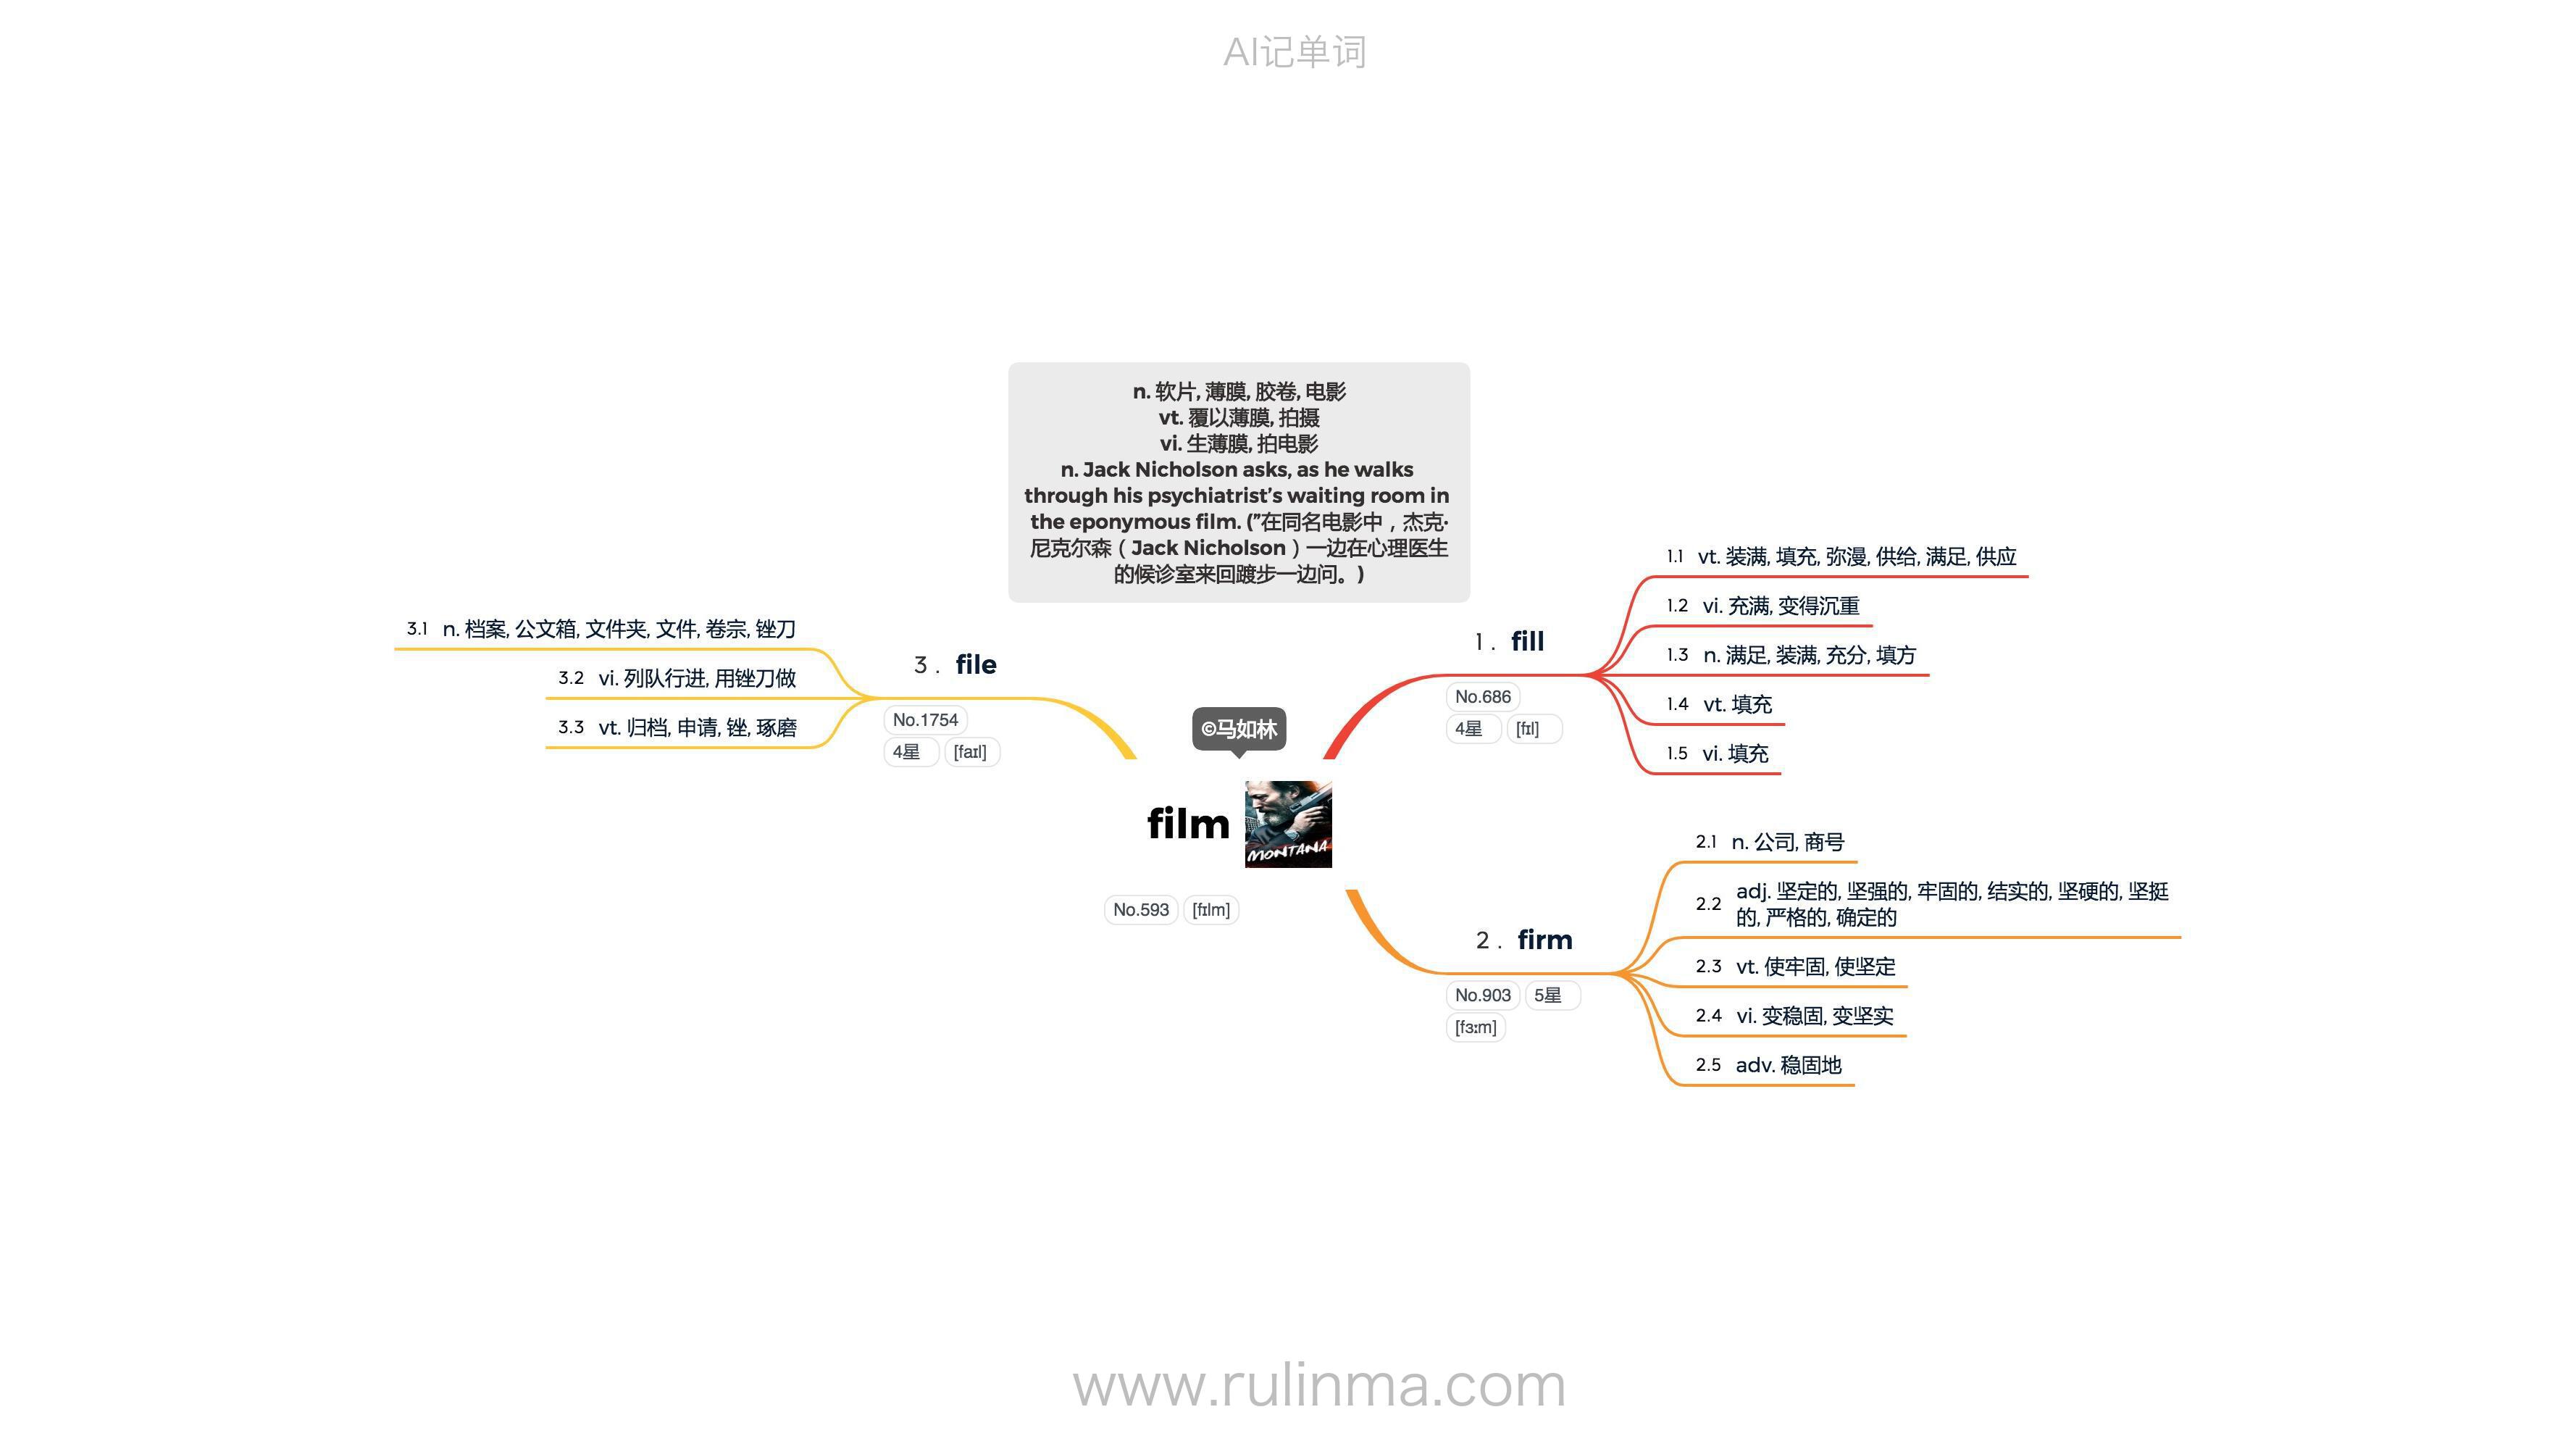 AI记单词
n. 软片, 薄膜, 胶卷, 电影
vt. 覆以薄膜, 拍摄
vi. 生薄膜, 拍电影
n. Jack Nicholson asks, as he walks
through his psychiatrist’s waiting room in
the eponymous film. (”在同名电影中，杰克·
尼克尔森（Jack Nicholson）一边在心理医生
的候诊室来回踱步一边问。)
©马如林
film
MONTANA
No.593 [fɪlm]
1. fill
No.686
4星 [fɪl]
1.1 vt. 装满, 填充, 弥漫, 供给, 满足, 供应
1.2 vi. 充满, 变得沉重
1.3 n. 满足, 装满, 充分, 填方
1.4 vt. 填充
1.5 vi. 填充
2. firm
No.903 5星
[fɜːm]
2.1 n. 公司, 商号
2.2 adj. 坚定的, 坚强的, 牢固的, 结实的, 坚硬的, 坚挺
的, 严格的, 确定的
2.3 vt. 使牢固, 使坚定
2.4 vi. 变稳固, 变坚实
2.5 adv. 稳固地
3. file
No.1754
4星 [faɪl]
3.1 n. 档案, 公文箱, 文件夹, 文件, 卷宗, 锉刀
3.2 vi. 列队行进, 用锉刀做
3.3 vt. 归档, 申请, 锉, 琢磨
www.rulinma.com